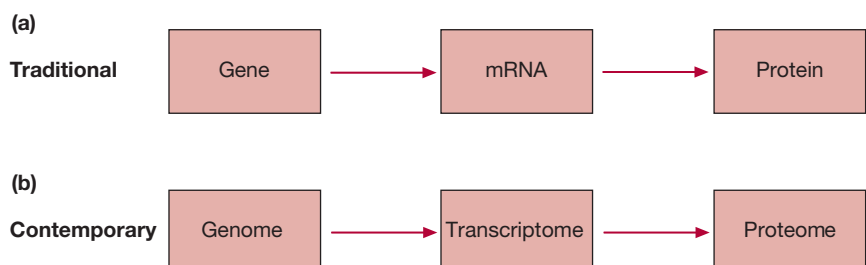 (a)
Traditional Gene mRNA Protein
(b)
Contemporary Genome Transcriptome Proteome